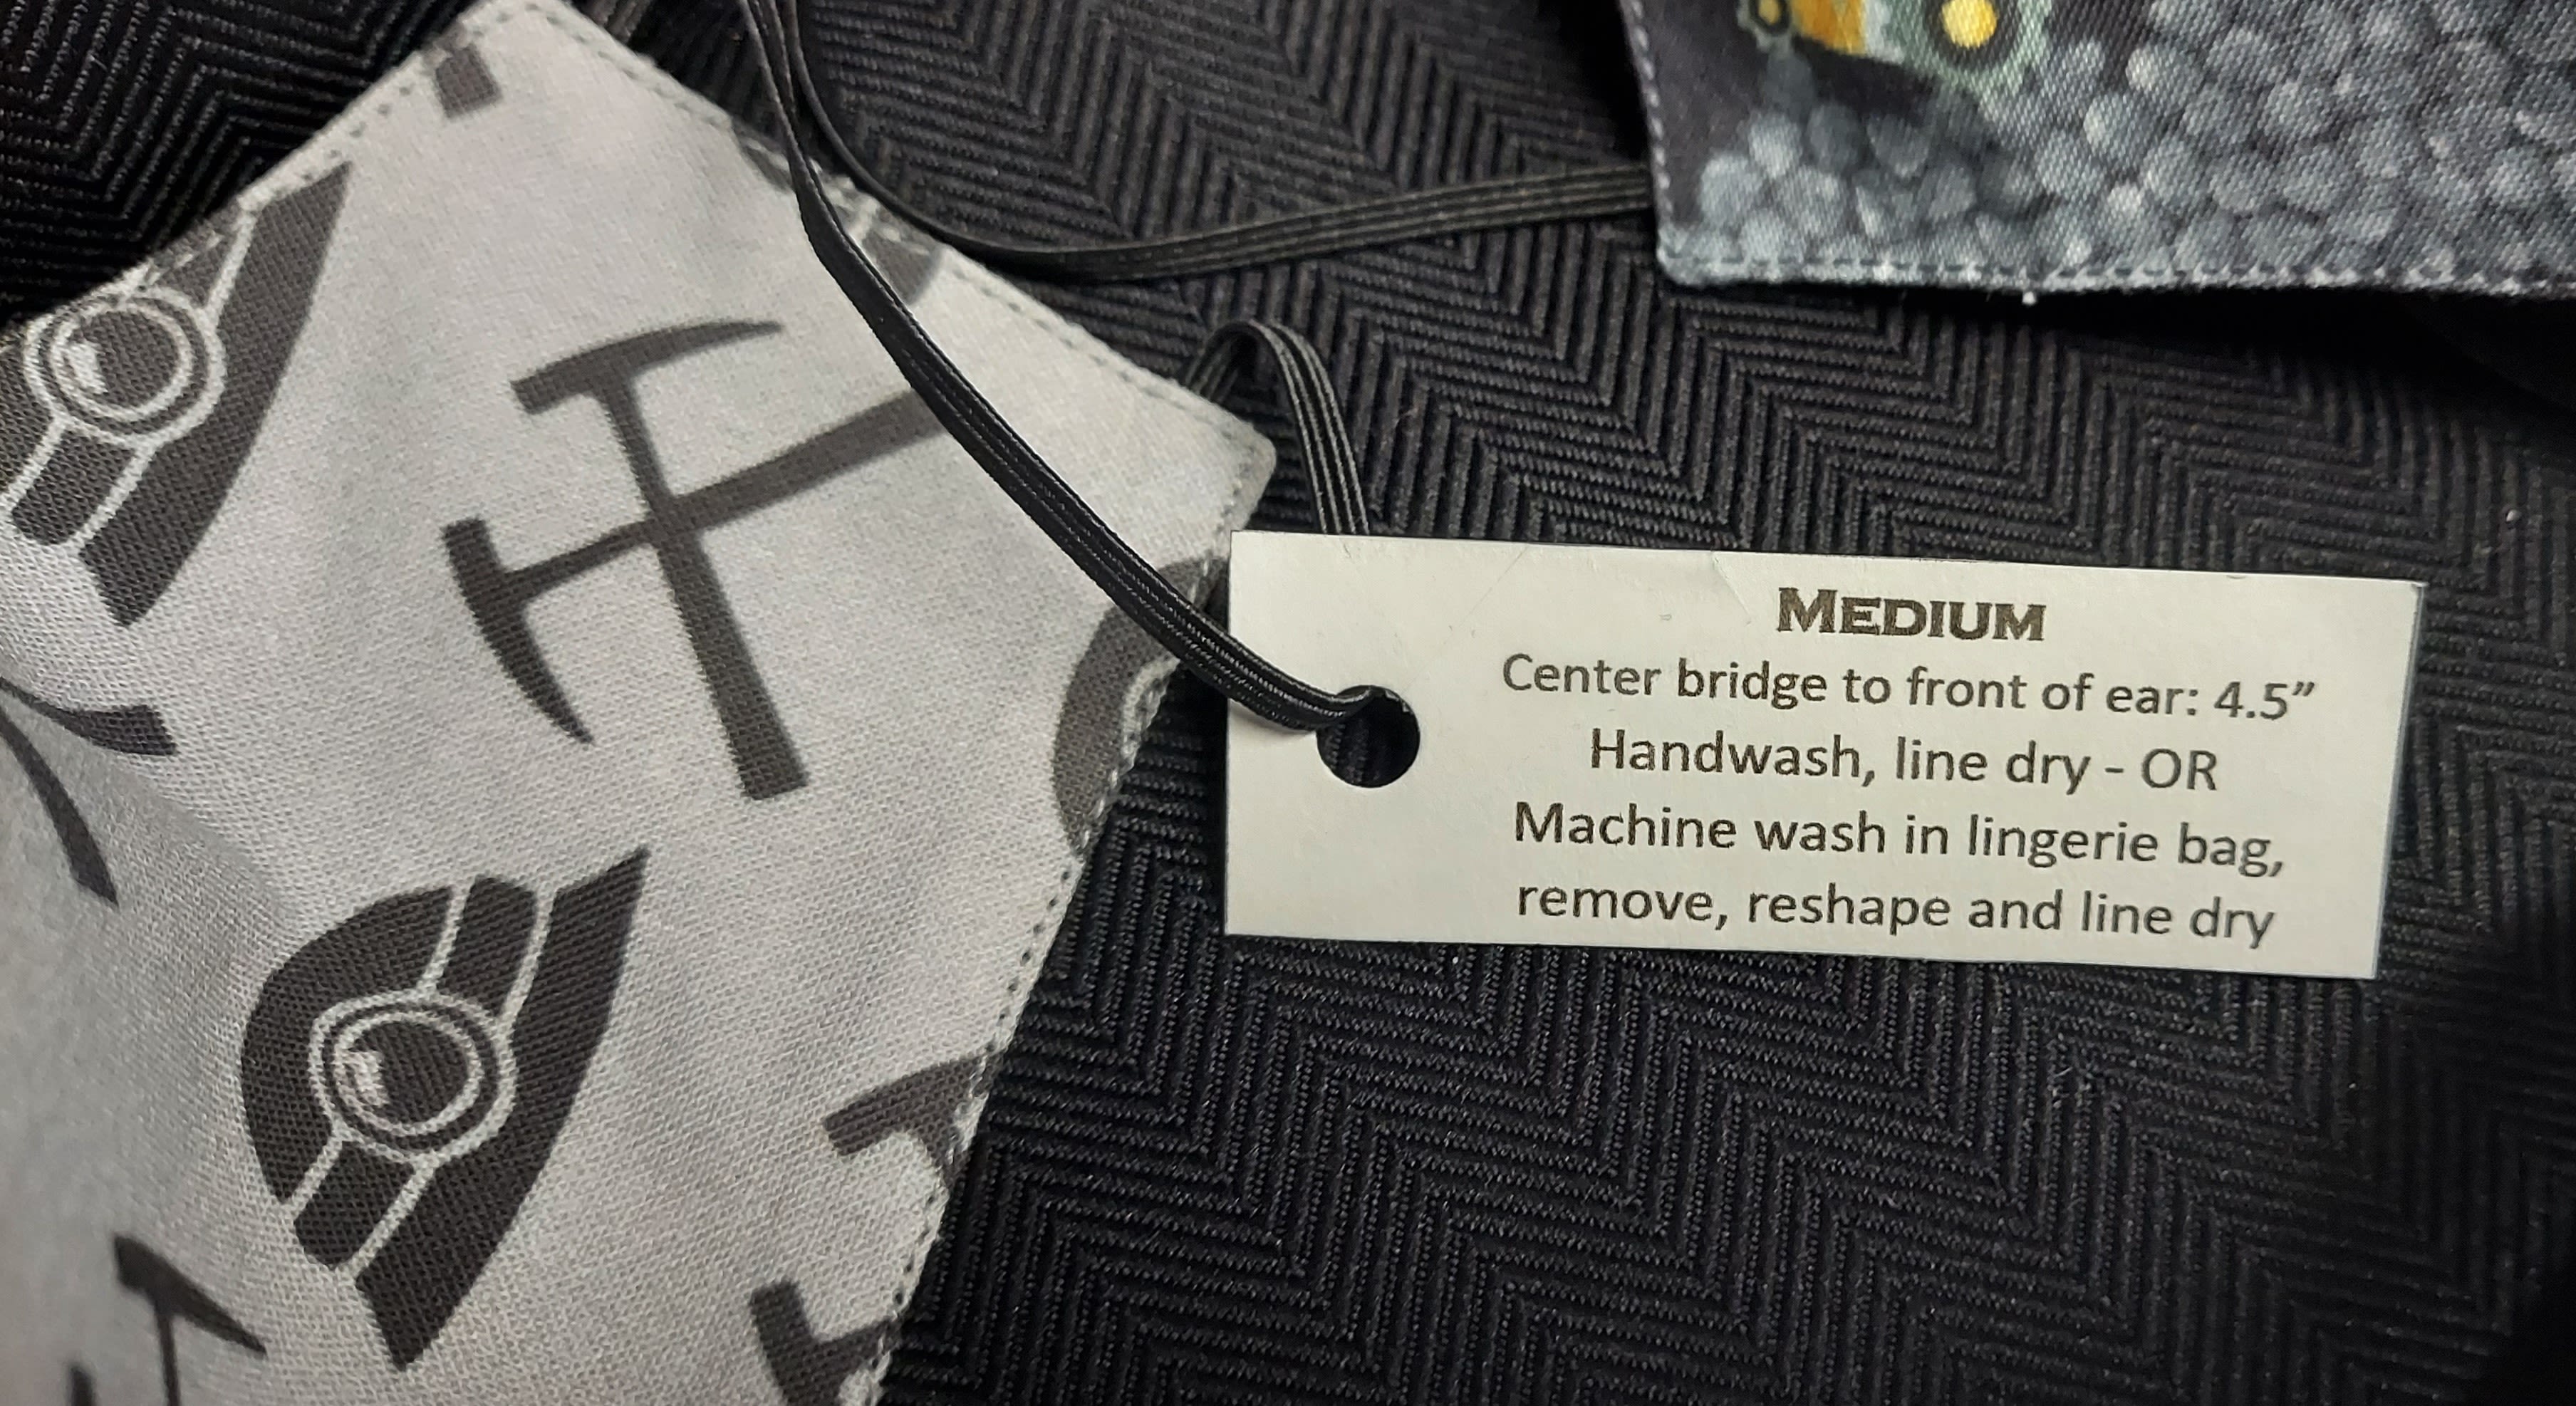 MEDIUM
Center bridge to front of ear: 4.5”
Handwash, line dry - OR
Machine wash in lingerie bag,
remove, reshape and line dry